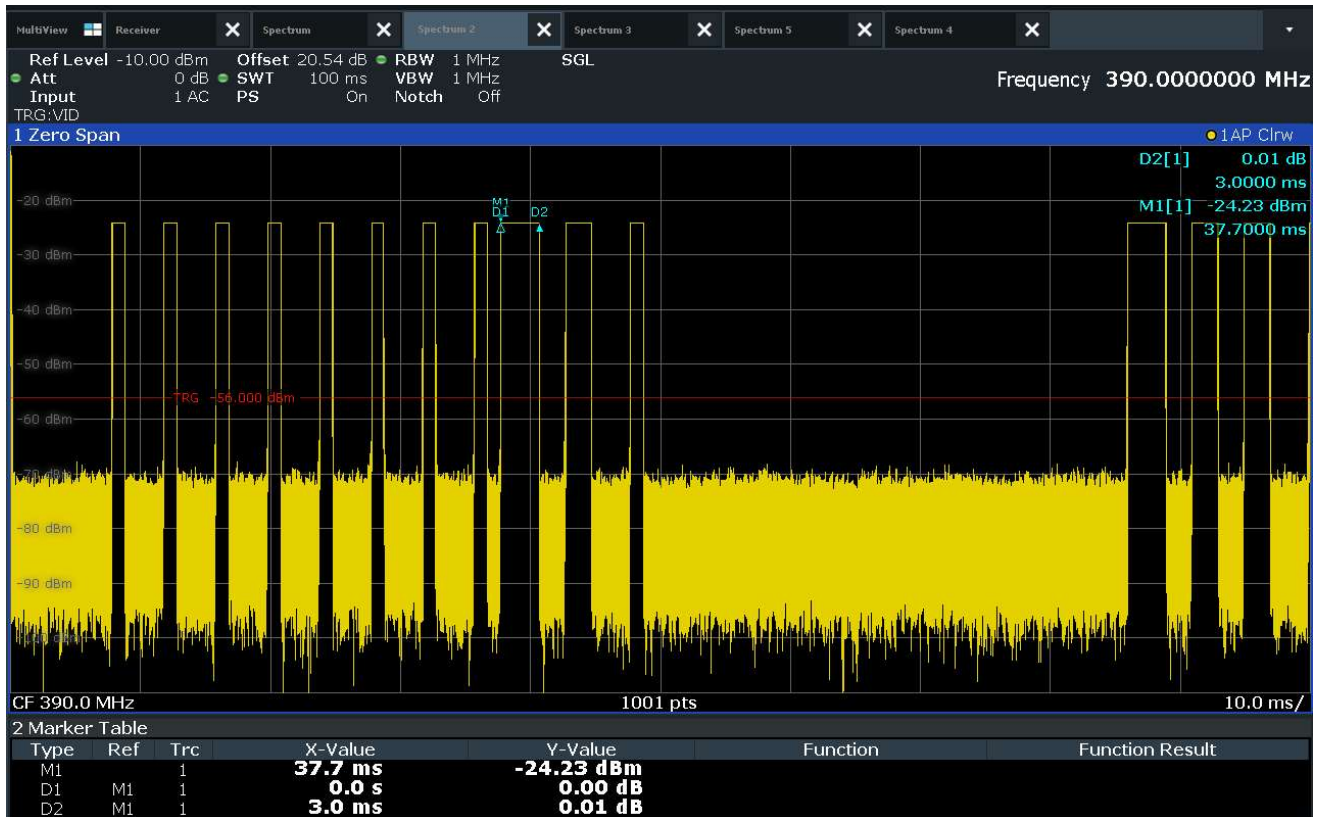 MultiView Receiver Spectrum Spectrum 2 Spectrum 3 Spectrum 5 Spectrum 4
Ref Level -10.00 dBm Offset 20.54 dB RBW 1 MHz SGL
Att 0 dB SWT 100 ms VBW 1 MHz
Input 1 AC PS On Notch Off
Frequency 390.0000000 MHz
TRG:VID
1 Zero Span 1AP Clrw
D2[1] 0.01 dB
3.0000 ms
M1[1] -24.23 dBm
37.7000 ms
-20 dBm
M1
D1 D2
-30 dBm
-40 dBm
-50 dBm
TRG -56.000 dBm
-60 dBm
-70 dBm
-80 dBm
-90 dBm
-100 dBm
CF 390.0 MHz 1001 pts 10.0 ms/
2 Marker Table
Type Ref Trc X-Value Y-Value Function Function Result
M1 1 37.7 ms -24.23 dBm
D1 M1 1 0.0 s 0.00 dB
D2 M1 1 3.0 ms 0.01 dB